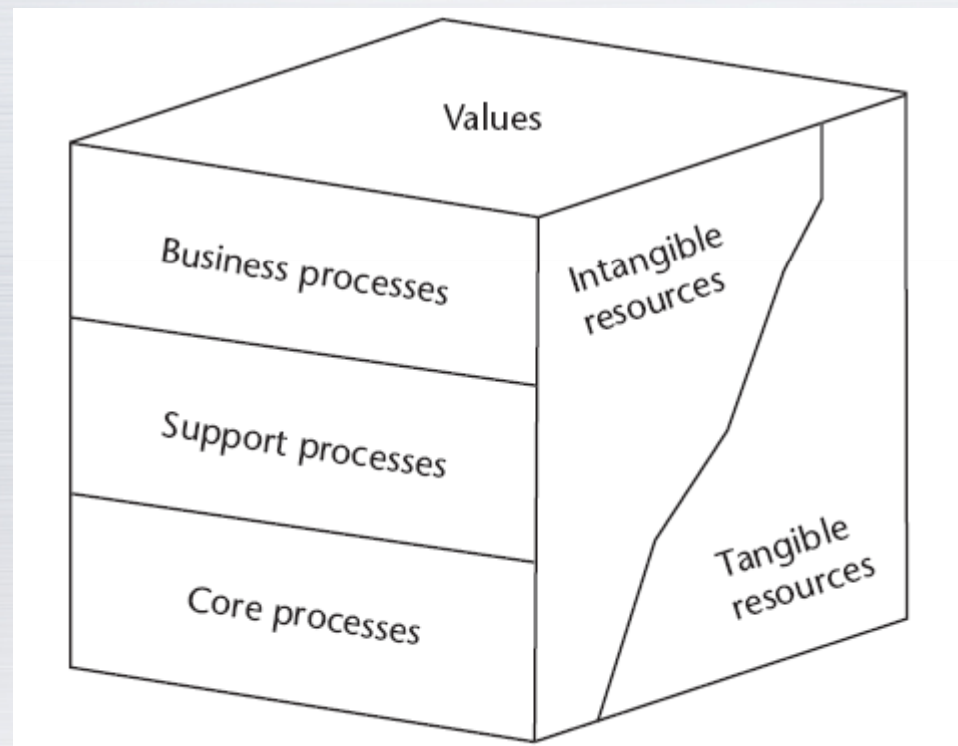 Values
Business processes
Support processes
Core processes
Intangible
resources
Tangible
resources